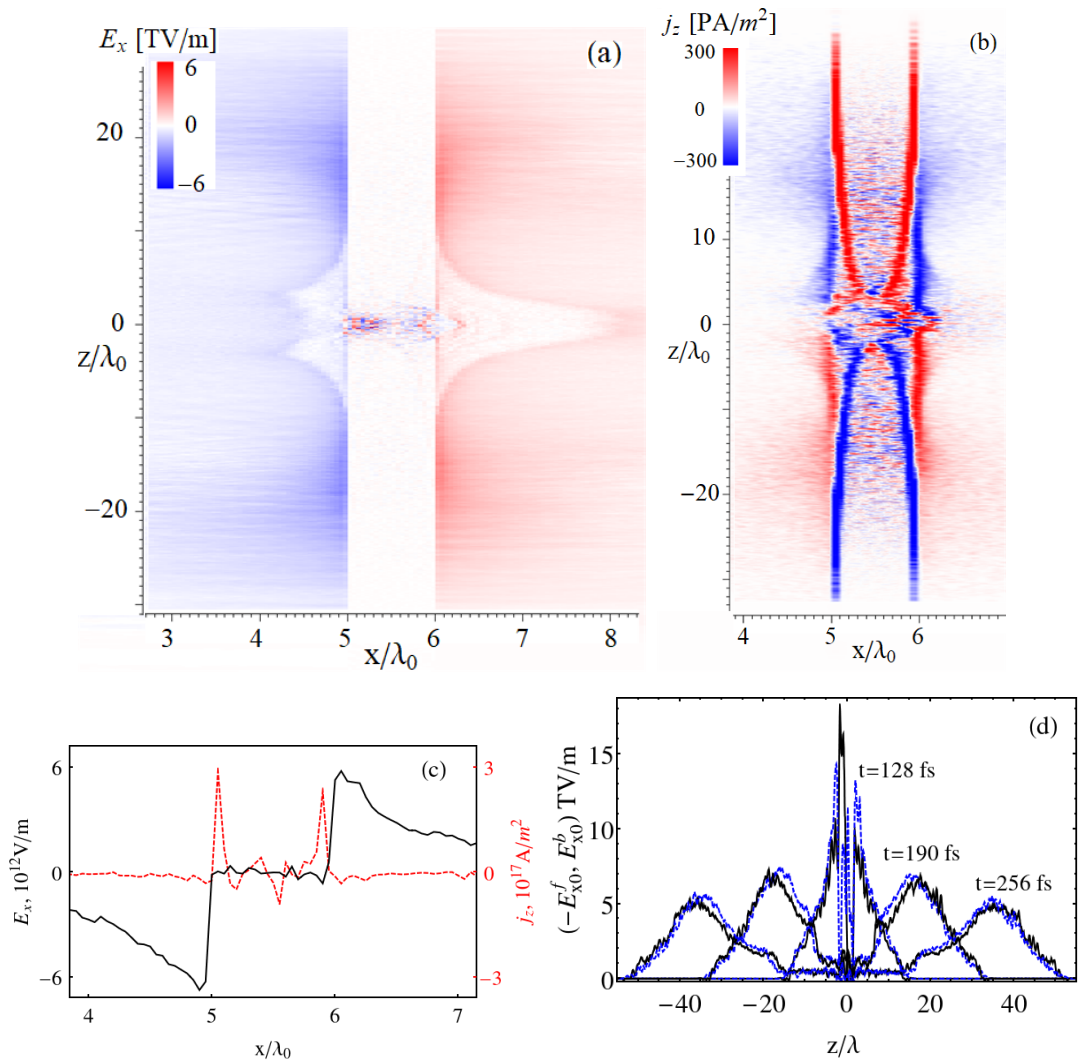 E_x [TV/m]
6
0
−6
(a)
20
0
z/λ_0
−20
3 4 5 6 7 8
x/λ_0
j_z [PA/m^2]
300
0
−300
(b)
10
0
z/λ_0
−20
4 5 6
x/λ_0
(c)
6
0
−6
E_x, 10^12 V/m
3
0
−3
j_z, 10^17 A/m^2
4 5 6 7
x/λ_0
(d)
15
10
5
0
(−E^f_x0, E^b_x0) TV/m
t=128 fs
t=190 fs
t=256 fs
−40 −20 0 20 40
z/λ